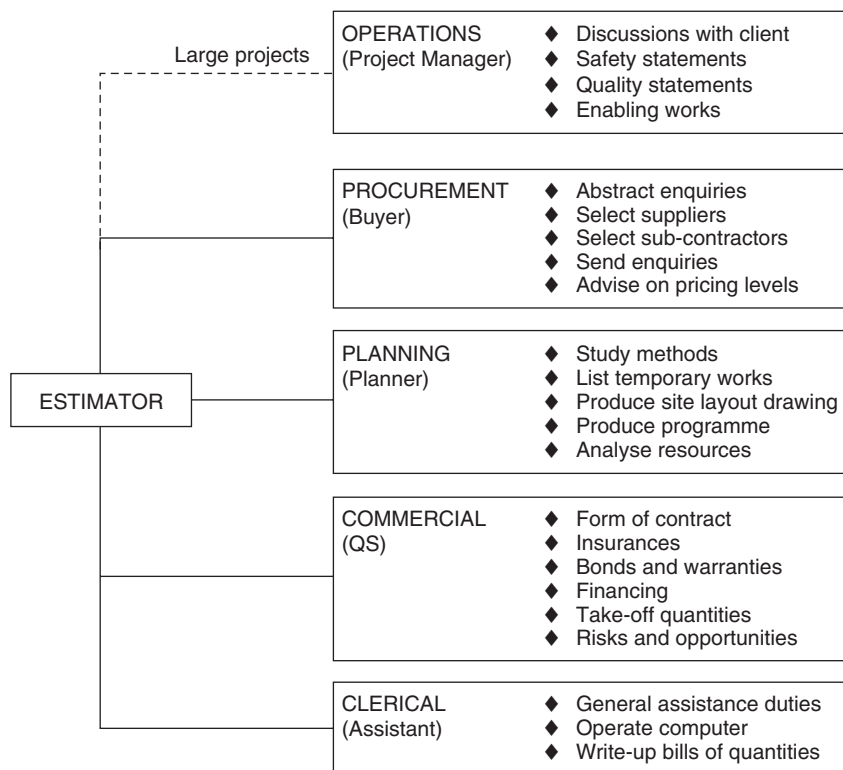 Large projects
OPERATIONS
(Project Manager)
♦ Discussions with client
♦ Safety statements
♦ Quality statements
♦ Enabling works
PROCUREMENT
(Buyer)
♦ Abstract enquiries
♦ Select suppliers
♦ Select sub-contractors
♦ Send enquiries
♦ Advise on pricing levels
ESTIMATOR
PLANNING
(Planner)
♦ Study methods
♦ List temporary works
♦ Produce site layout drawing
♦ Produce programme
♦ Analyse resources
COMMERCIAL
(QS)
♦ Form of contract
♦ Insurances
♦ Bonds and warranties
♦ Financing
♦ Take-off quantities
♦ Risks and opportunities
CLERICAL
(Assistant)
♦ General assistance duties
♦ Operate computer
♦ Write-up bills of quantities